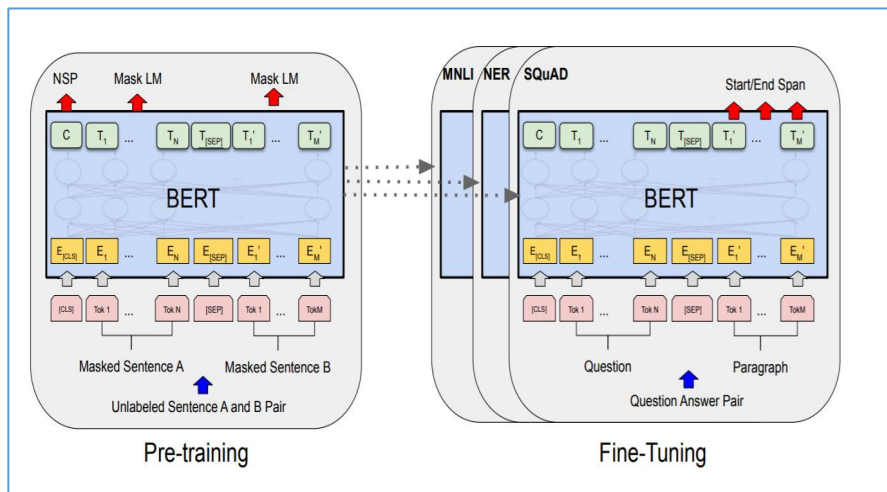 NSP Mask LM Mask LM
C T1 ... TN T[SEP] T1' ... TM'
BERT
E[CLS] E1 ... EN E[SEP] E1' ... EM'
[CLS] Tok 1 ... Tok N [SEP] Tok 1 ... TokM
Masked Sentence A Masked Sentence B
Unlabeled Sentence A and B Pair
Pre-training
MNLI NER SQuAD
Start/End Span
C T1 ... TN T[SEP] T1' ... TM'
BERT
E[CLS] E1 ... EN E[SEP] E1' ... EM'
[CLS] Tok 1 ... Tok N [SEP] Tok 1 ... TokM
Question Paragraph
Question Answer Pair
Fine-Tuning